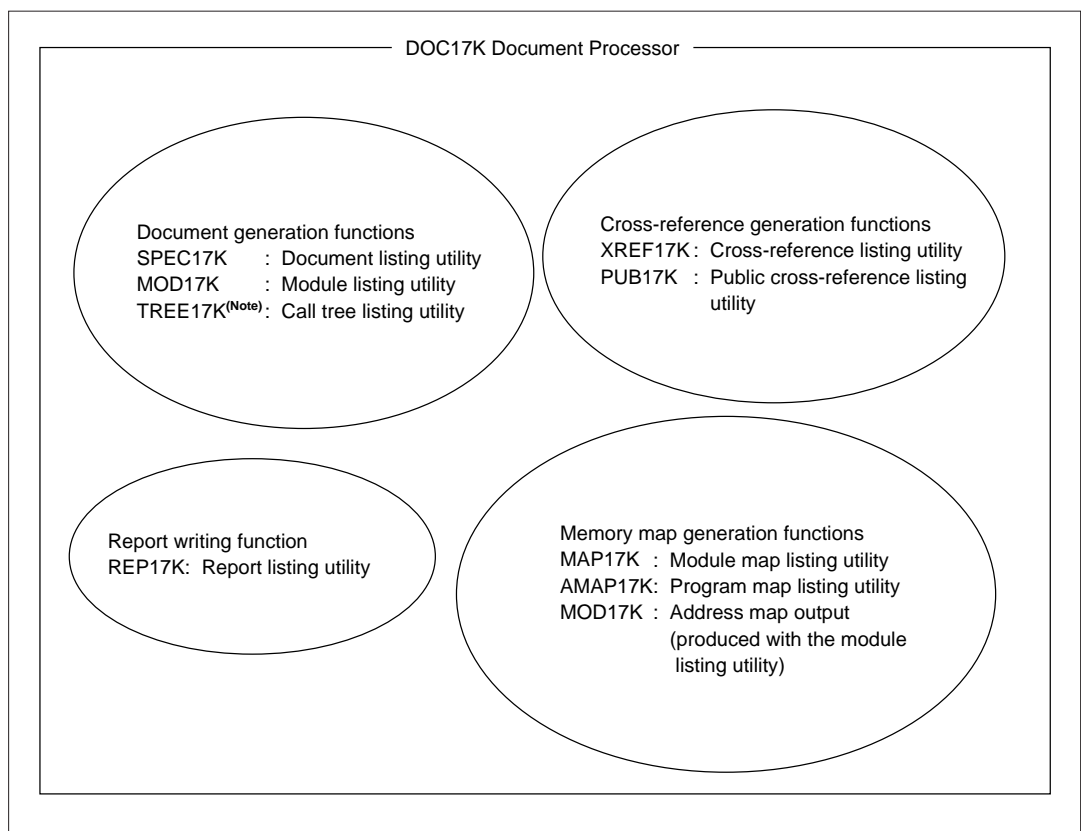 DOC17K Document Processor
Document generation functions
SPEC17K : Document listing utility
MOD17K : Module listing utility
TREE17K(Note) : Call tree listing utility
Cross-reference generation functions
XREF17K : Cross-reference listing utility
PUB17K : Public cross-reference listing
utility
Report writing function
REP17K: Report listing utility
Memory map generation functions
MAP17K : Module map listing utility
AMAP17K: Program map listing utility
MOD17K : Address map output
(produced with the module
listing utility)